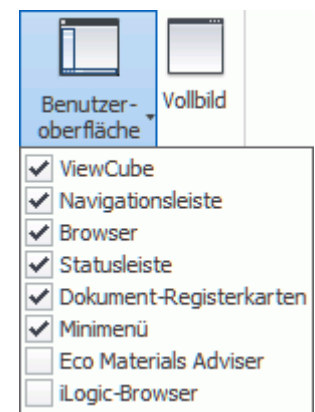 Benutzer-
oberfläche
Vollbild
ViewCube
Navigationsleiste
Browser
Statusleiste
Dokument-Registerkarten
Minimenü
Eco Materials Adviser
iLogic-Browser